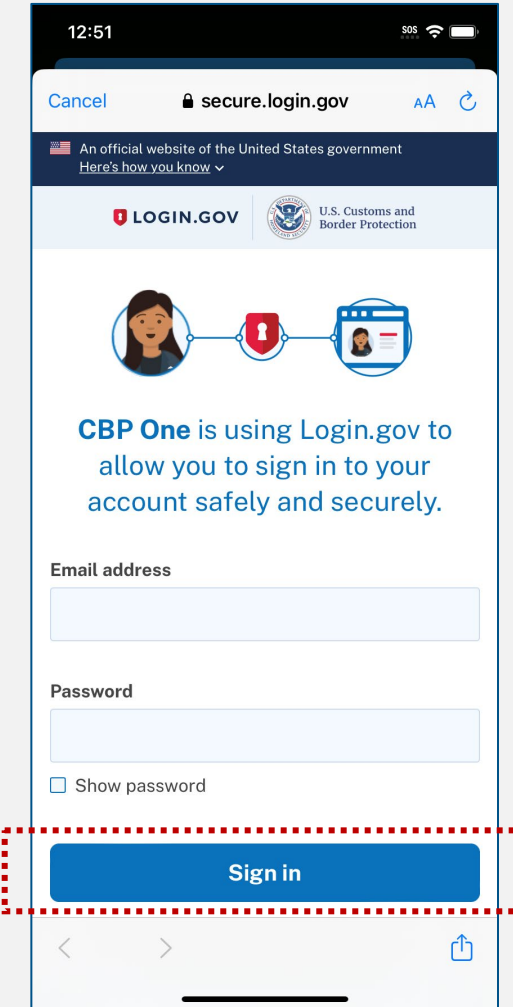 12:51
SOS
Cancel
secure.login.gov
AA
An official website of the United States government
Here's how you know
LOGIN.GOV
U.S. Customs and
Border Protection
CBP One is using Login.gov to
allow you to sign in to your
account safely and securely.
Email address
Password
Show password
Sign in